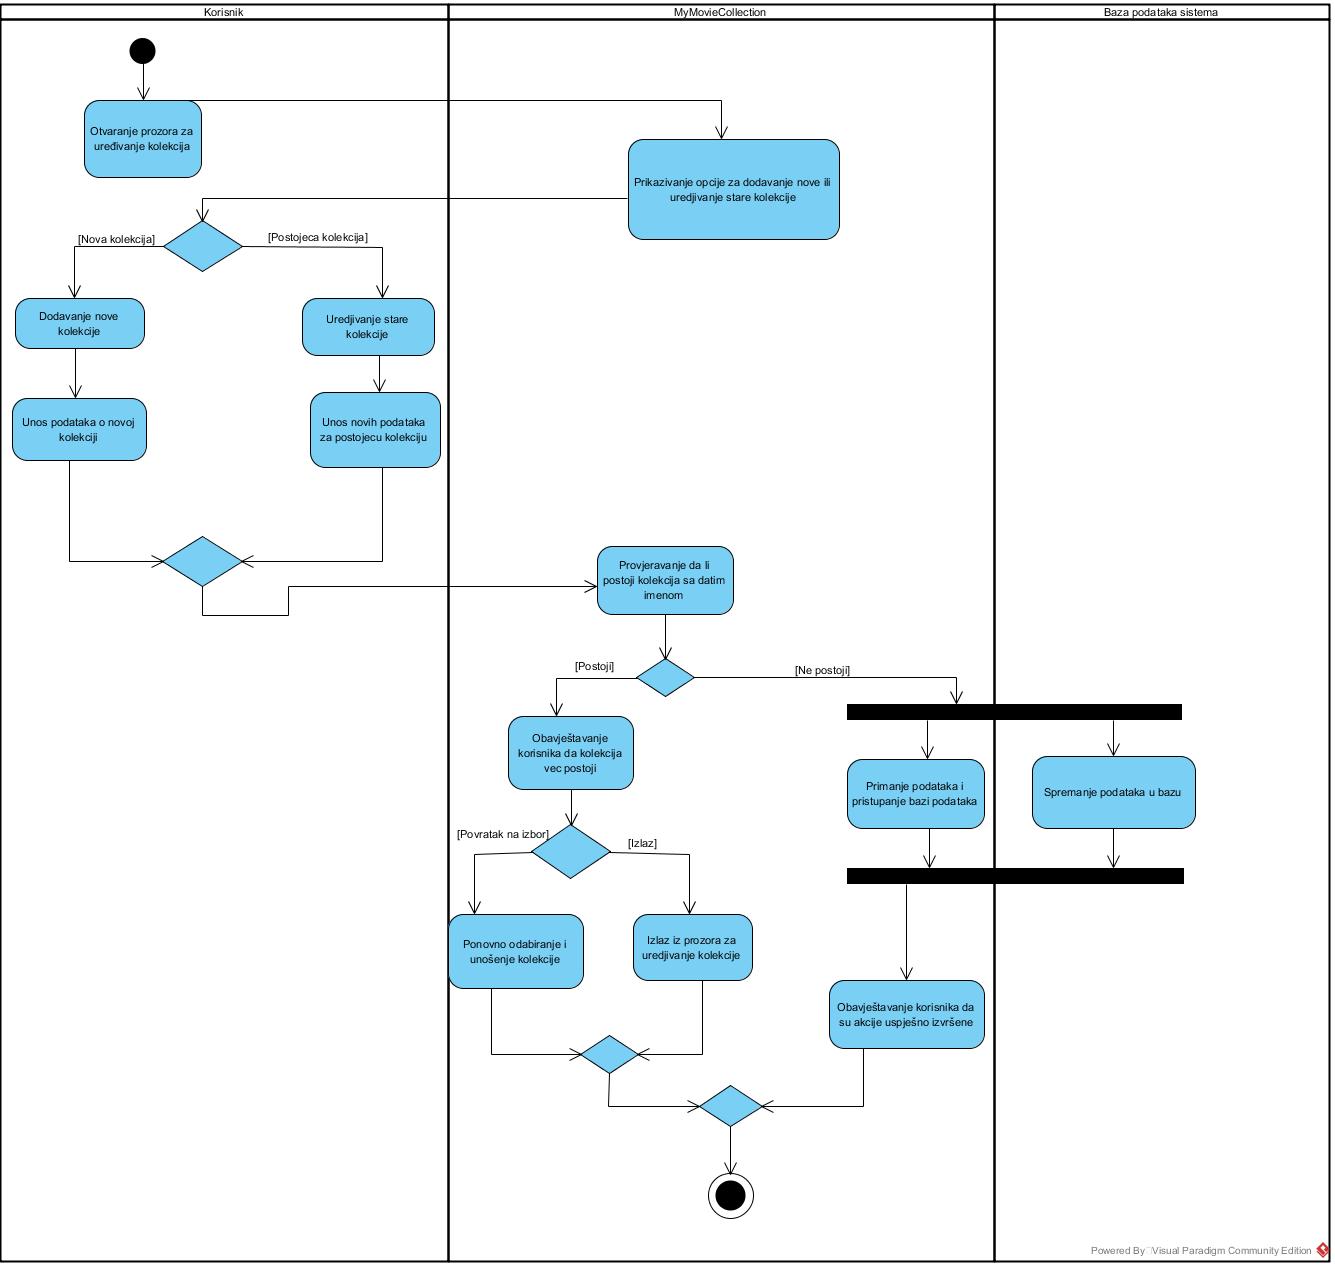 Korisnik
MyMovieCollection
Baza podataka sistema
Otvaranje prozora za
uređivanje kolekcija
Prikazivanje opcije za dodavanje nove ili
uredjivanje stare kolekcije
[Nova kolekcija]
[Postojeca kolekcija]
Dodavanje nove
kolekcije
Uredjivanje stare
kolekcije
Unos podataka o novoj
kolekciji
Unos novih podataka
za postojecu kolekciju
Provjeravanje da li
postoji kolekcija sa datim
imenom
[Postoji]
[Ne postoji]
Obavještavanje
korisnika da kolekcija
vec postoji
Primanje podataka i
pristupanje bazi podataka
Spremanje podataka u bazu
[Povratak na izbor]
[Izlaz]
Ponovno odabiranje i
unošenje kolekcije
Izlaz iz prozora za
uredjivanje kolekcije
Obavještavanje korisnika da
su akcije uspješno izvršene
Powered By Visual Paradigm Community Edition